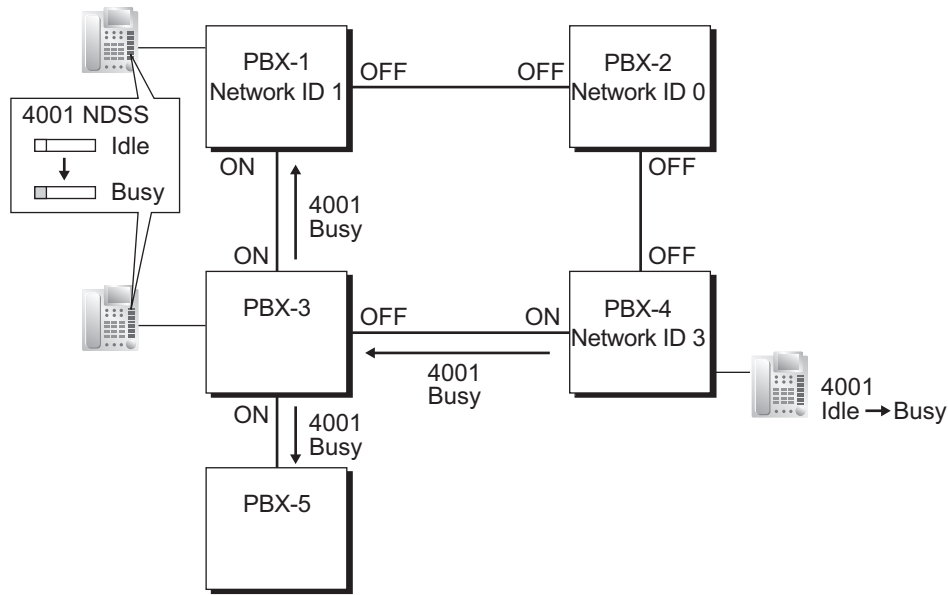 PBX-1
Network ID 1
OFF
OFF
PBX-2
Network ID 0
4001 NDSS
Idle
Busy
ON
4001
Busy
ON
OFF
OFF
PBX-3
OFF
ON
PBX-4
Network ID 3
4001
Busy
4001
Idle → Busy
ON
4001
Busy
PBX-5